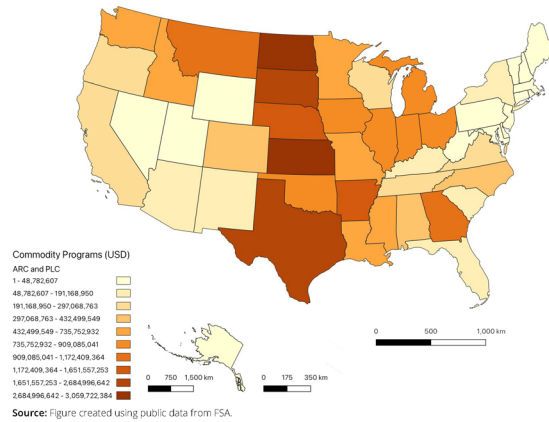 Commodity Programs (USD)
ARC and PLC
1 - 48,782,607
48,782,607 - 191,168,950
191,168,950 - 297,068,763
297,068,763 - 432,499,549
432,499,549 - 735,752,932
735,752,932 - 909,085,041
909,085,041 - 1,172,409,364
1,172,409,364 - 1,651,557,253
1,651,557,253 - 2,684,996,642
2,684,996,642 - 3,059,722,384
0 500 1,000 km
0 750 1,500 km
0 175 350 km
Source: Figure created using public data from FSA.